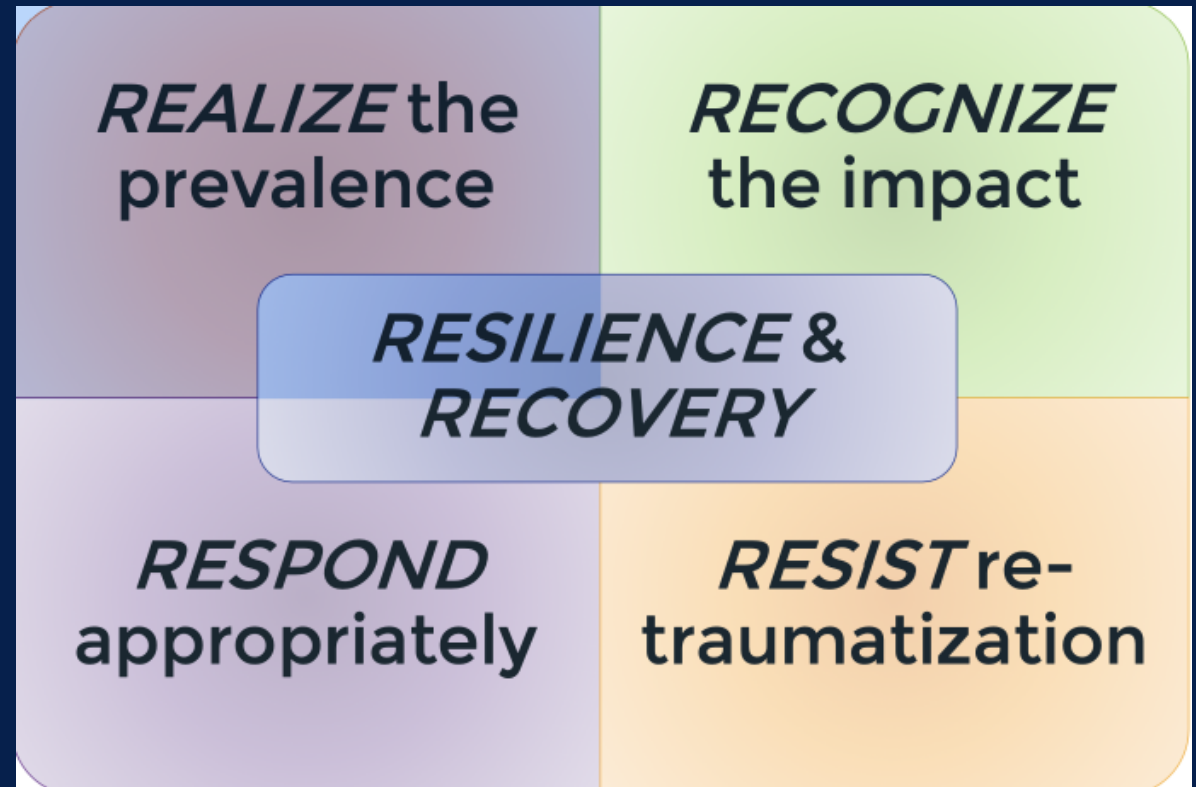 REALIZE the
prevalence
RECOGNIZE
the impact
RESILIENCE &
RECOVERY
RESPOND
appropriately
RESIST re-
traumatization